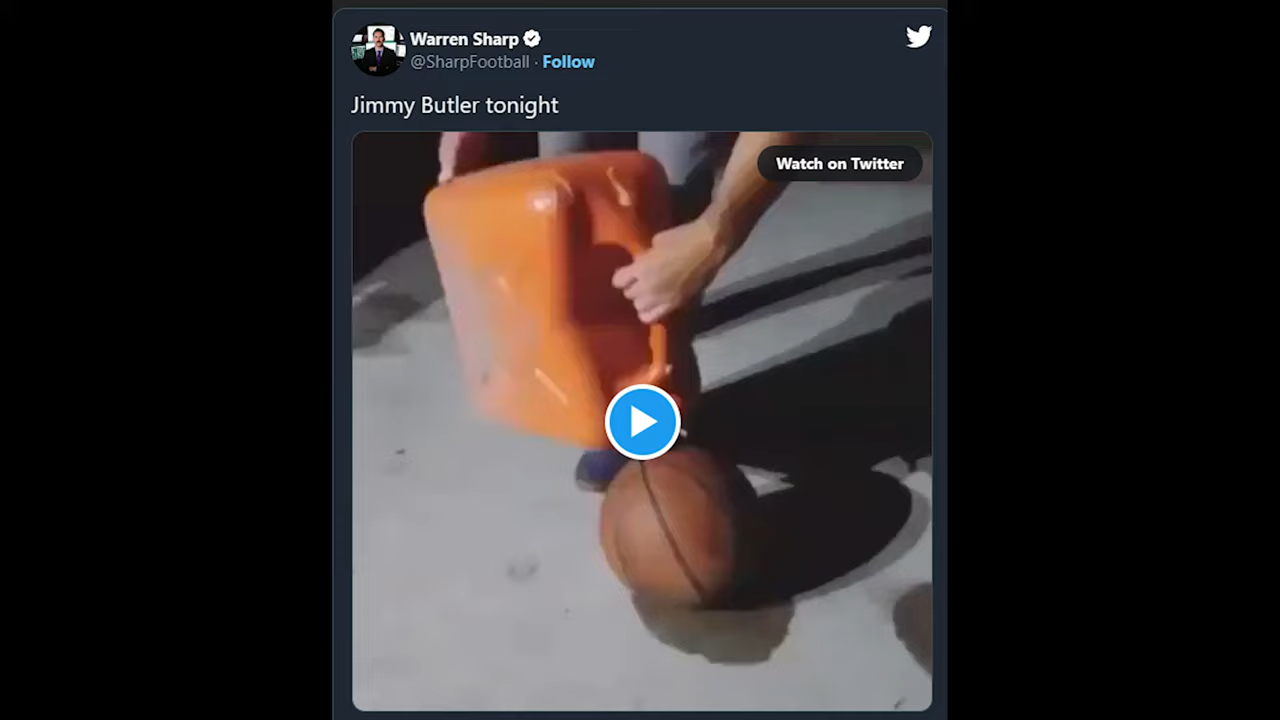 Warren Sharp
@SharpFootball · Follow
Jimmy Butler tonight
Watch on Twitter